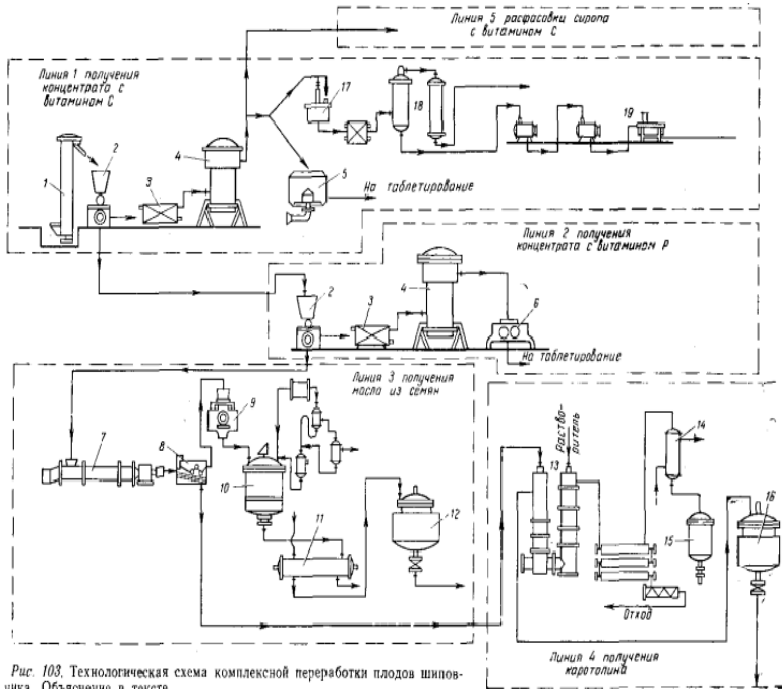 Линия 5 расфасовки сиропа
с витамином С
Линия 1 получения
концентрата с
витамином С
1
2
3
4
17
18
19
5
На таблетирование
Линия 2 получения
концентрата с витамином Р
2
3
4
6
На таблетирование
Линия 3 получения
масла из семян
7
8
9
10
11
12
Раство-
ритель
13
14
15
16
Отход
Линия 4 получения
каротолина
Рис. 103. Технологическая схема комплексной переработки плодов шипов-
ника. Объяснение в тексте